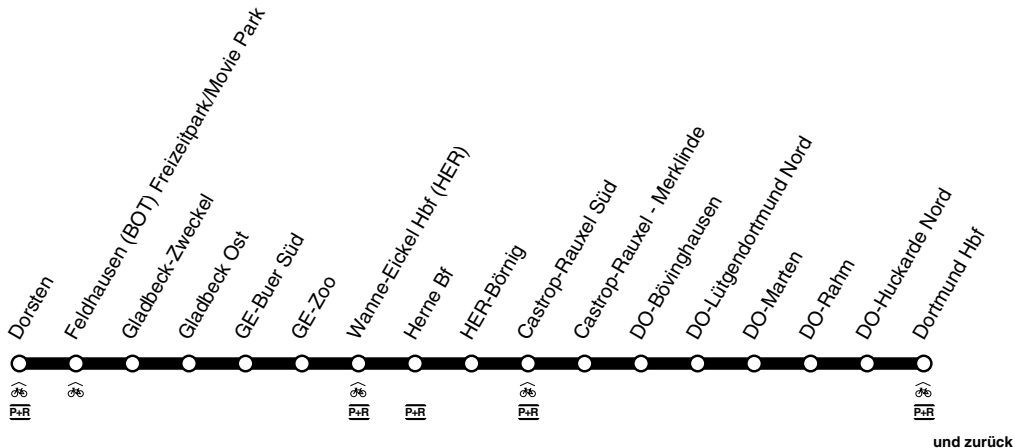 Dorsten
Feldhausen (BOT) Freizeitpark/Movie Park
Gladbeck-Zweckel
Gladbeck Ost
GE-Buer Süd
GE-Zoo
Wanne-Eickel Hbf (HER)
Herne Bf
HER-Börnig
Castrop-Rauxel Süd
Castrop-Rauxel - Merklinde
DO-Bövinghausen
DO-Lütgendortmund Nord
DO-Marten
DO-Rahm
DO-Huckarde Nord
Dortmund Hbf
P+R
P+R
P+R
P+R
P+R
und zurück